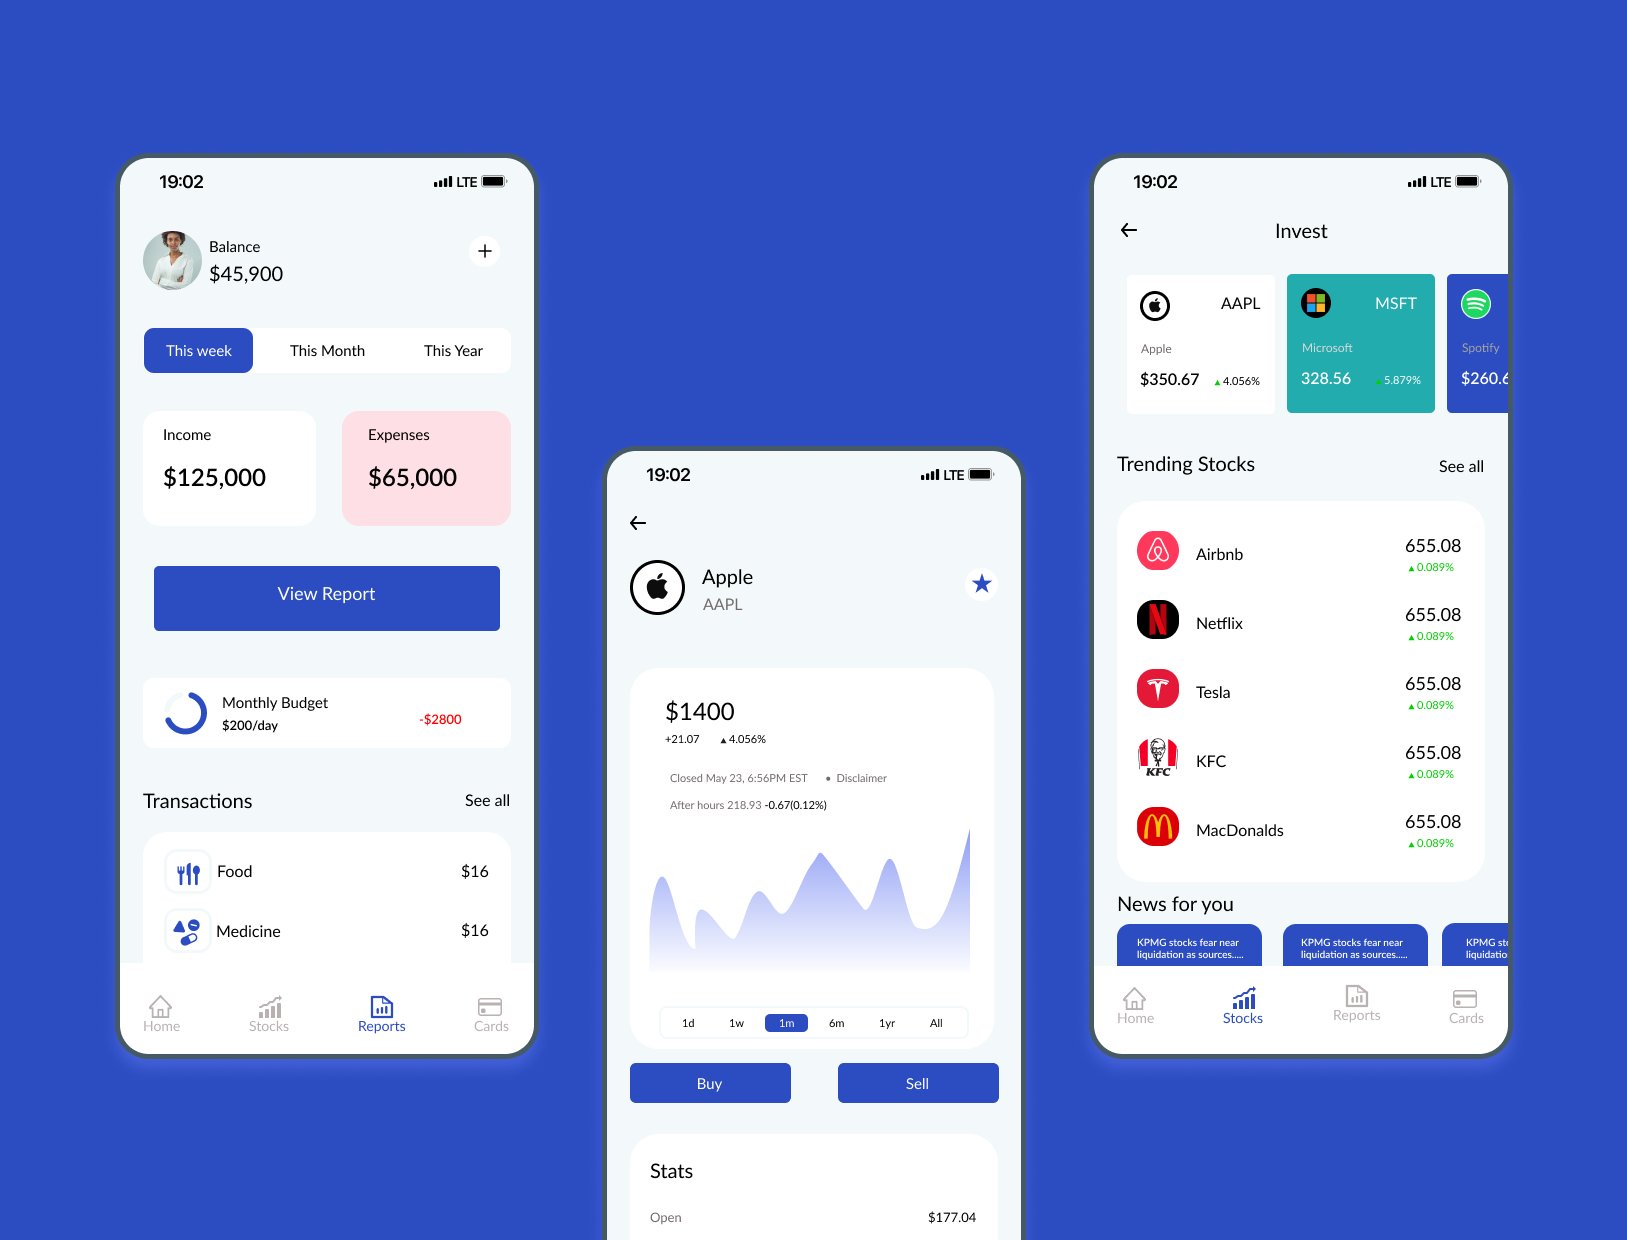 19:02
LTE
Balance
$45,900
This week
This Month
This Year
Income
$125,000
Expenses
$65,000
View Report
Monthly Budget
$200/day
-$2800
Transactions
See all
Food
$16
Medicine
$16
Home
Stocks
Reports
Cards
19:02
LTE
Apple
AAPL
$1400
+21.07
▲4.056%
Closed May 23, 6:56PM EST
• Disclaimer
After hours 218.93 -0.67(0.12%)
1d
1w
1m
6m
1yr
All
Buy
Sell
Stats
Open
$177.04
19:02
LTE
Invest
AAPL
Apple
$350.67
▲4.056%
MSFT
Microsoft
328.56
▲5.879%
Spotify
$260.6
Trending Stocks
See all
Airbnb
655.08
▲0.089%
Netflix
655.08
▲0.089%
Tesla
655.08
▲0.089%
KFC
KFC
655.08
▲0.089%
MacDonalds
655.08
▲0.089%
News for you
KPMG stocks fear near
liquidation as sources.....
KPMG stocks fear near
liquidation as sources.....
KPMG
Home
Stocks
Reports
Cards